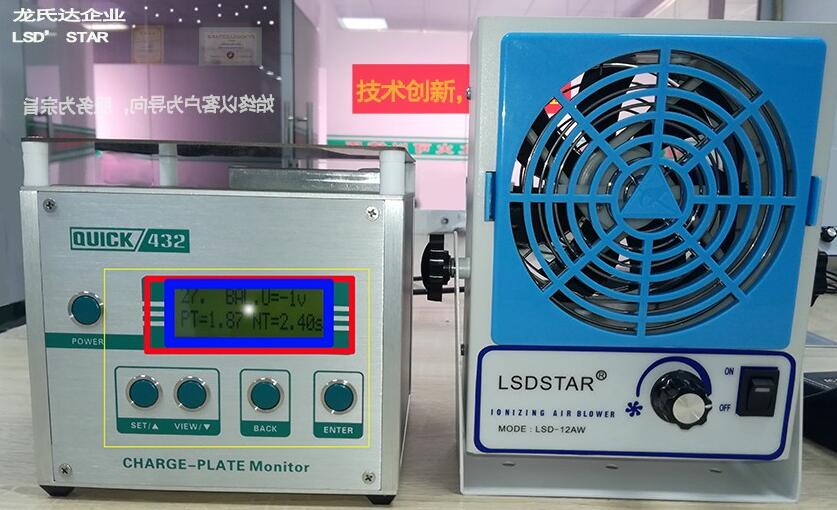 龙氏达企业
LSD' STAR
始终以客户为导向，服务为宗旨
技术创新，
QUICK/432
27. BAL.U=-1v
PT=1.87 NT=2.40s
POWER
SET/▲ VIEW/▼ BACK ENTER
CHARGE-PLATE Monitor
LSDSTAR®
IONIZING AIR BLOWER
MODE : LSD-12AW
ON
OFF